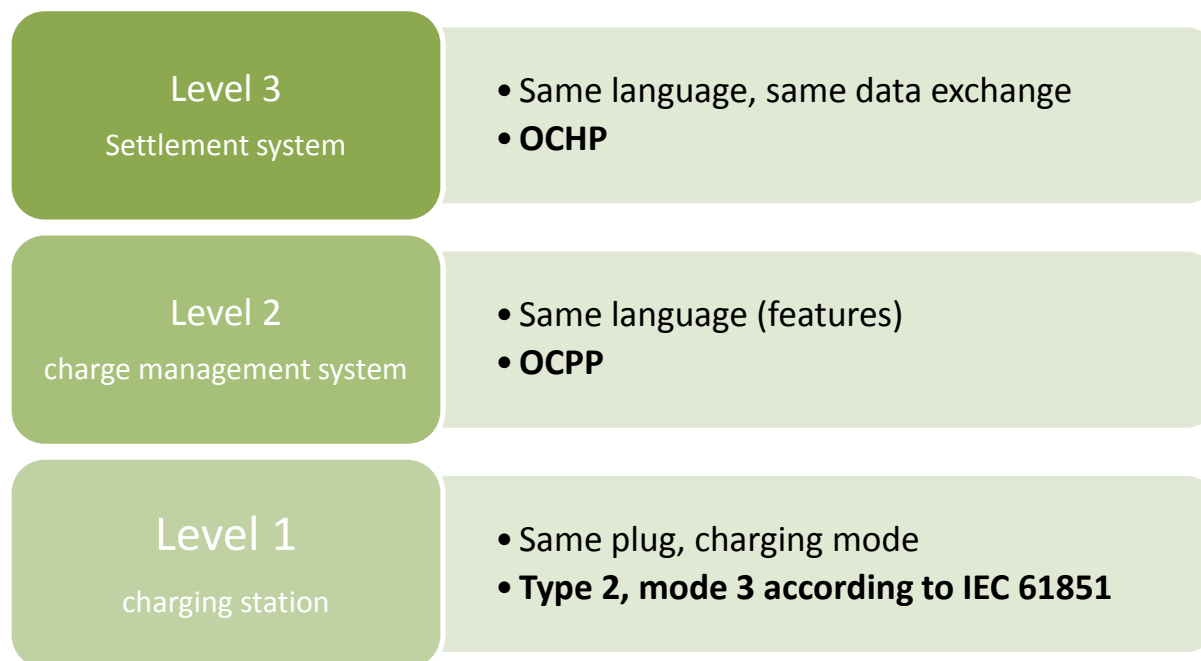 Level 3
Settlement system
• Same language, same data exchange
• OCHP
Level 2
charge management system
• Same language (features)
• OCPP
Level 1
charging station
• Same plug, charging mode
• Type 2, mode 3 according to IEC 61851